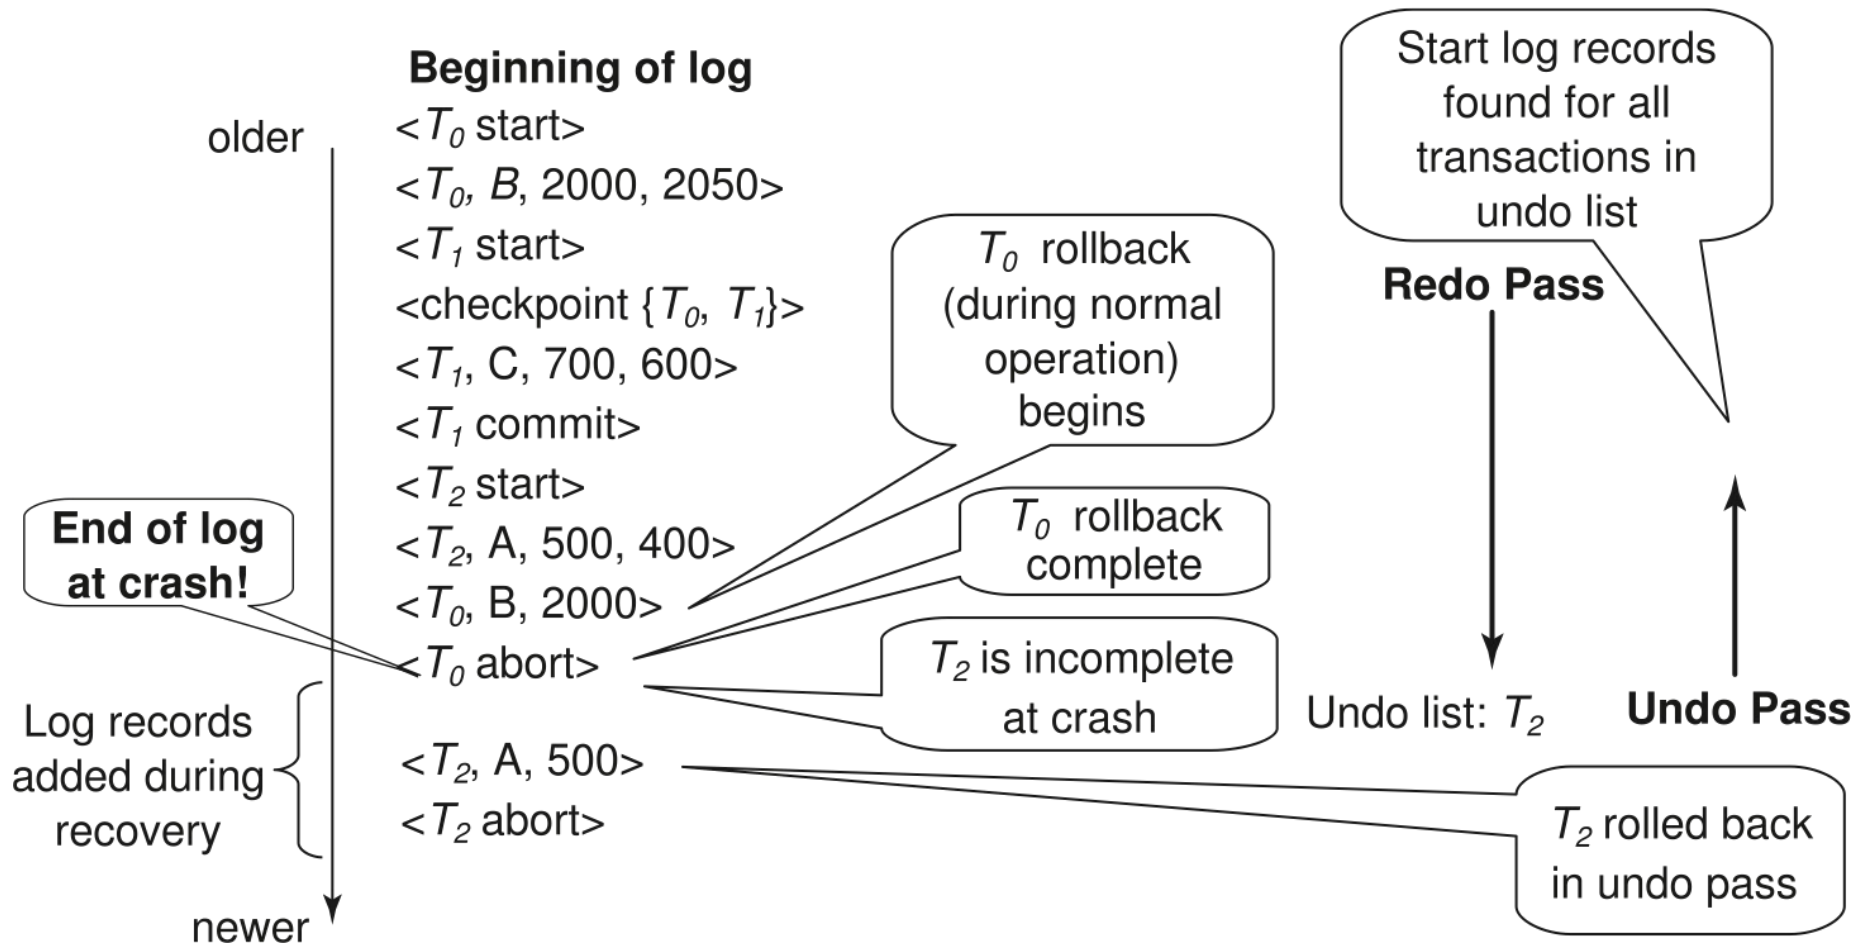 Beginning of log
older
<T0 start>
<T0, B, 2000, 2050>
<T1 start>
<checkpoint {T0, T1}>
<T1, C, 700, 600>
<T1 commit>
<T2 start>
<T2, A, 500, 400>
<T0, B, 2000>
<T0 abort>
End of log
at crash!
Log records
added during
recovery
<T2, A, 500>
<T2 abort>
newer
T0 rollback
(during normal
operation)
begins
T0 rollback
complete
T2 is incomplete
at crash
Start log records
found for all
transactions in
undo list
Redo Pass
Undo list: T2
Undo Pass
T2 rolled back
in undo pass